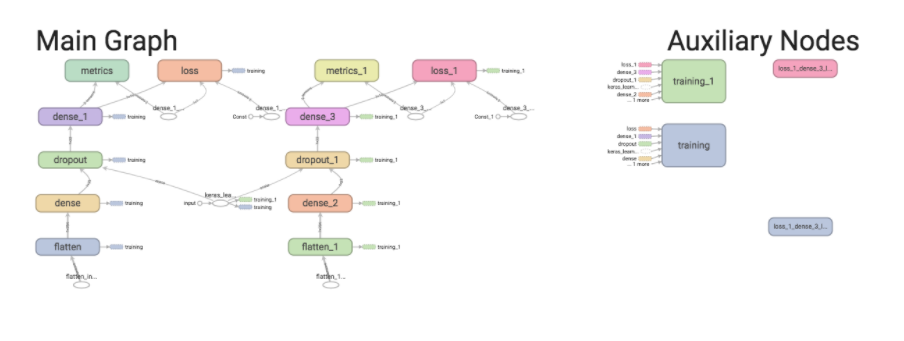 Main Graph
Auxiliary Nodes
metrics
loss
training
metrics_1
loss_1
training_1
dense_1
training
dense_1...
Const
dense_1...
dense_3
training_1
dense_3...
Const_1
dense_3...
dropout
training
dropout_1
training_1
dense
training
input
keras_lea...
training_1
training
dense_2
training_1
flatten
training
flatten_1
training_1
flatten_in...
flatten_1...
loss_1
dense_3
dropout_1
keras_learn...
dense_2
... 1 more
training_1
loss_1_dense_3_l...
loss
dense_1
dropout
keras_learn...
dense
... 1 more
training
loss_1_dense_3_l...